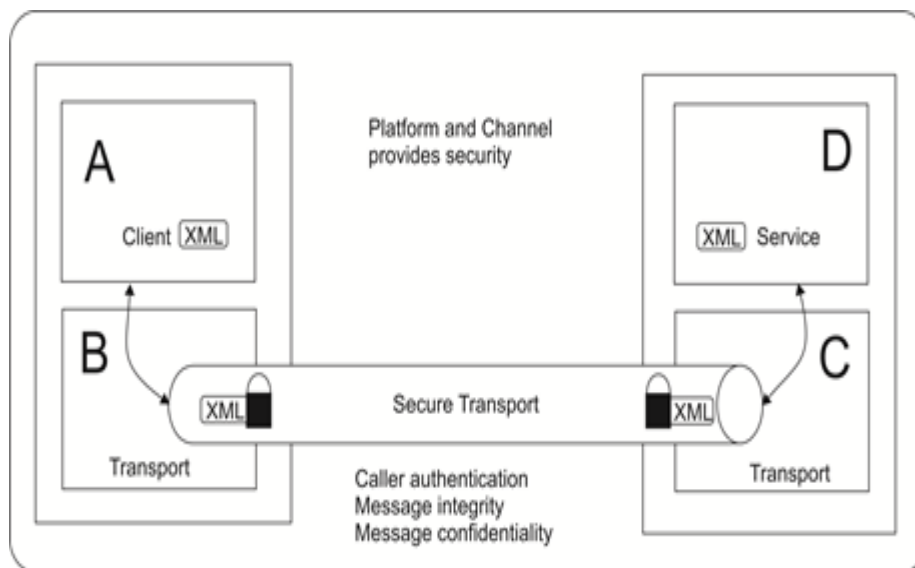 Platform and Channel
provides security
A
Client XML
D
XML Service
B
XML
Transport
Secure Transport
C
XML
Transport
Caller authentication
Message integrity
Message confidentiality